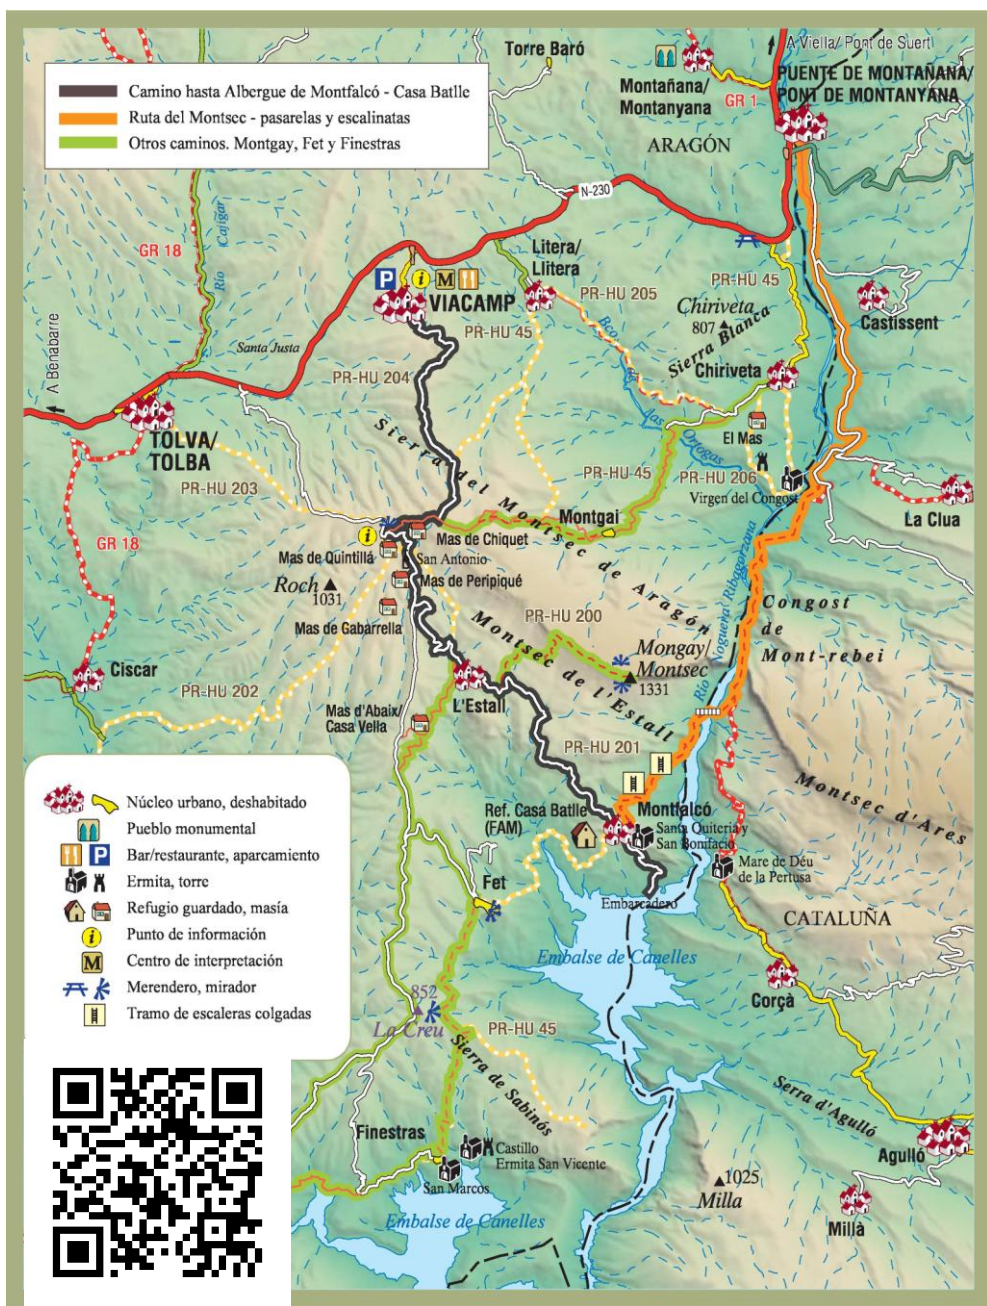 Camino hasta Albergue de Montfalcó - Casa Batlle
Ruta del Montsec - pasarelas y escalinatas
Otros caminos. Montgay, Fet y Finestras
Torre Baró
Montañana/
Montanyana
GR 1
A Viella/ Pont de Suert
PUENTE DE MONTAÑANA/
PONT DE MONTANYANA
ARAGÓN
N-230
GR 18
Río Cajigar
Litera/
Llitera
P
i
M
VIACAMP
PR-HU 205
PR-HU 45
Chiriveta
807
Sierra Blanca
Castissent
PR-HU 45
A Benabarre
Santa Justa
PR-HU 204
Bco de las Ortogas
Chiriveta
TOLVA/
TOLBA
El Mas
PR-HU 203
PR-HU 45
PR-HU 206
Virgen del Congost
La Clua
Sierra del Montsec de Aragón
Montgai
GR 18
i
Mas de Chiquet
Mas de Quintillá
San Antonio
Roch
1031
Mas de Peripiqué
Mas de Gabarrella
PR-HU 200
Río Noguera Ribagorzana
Congost
de
Mont-rebei
Montsec de l'Estall
Mongay/
Montsec
1331
Ciscar
PR-HU 202
L'Estall
Mas d'Abaix/
Casa Vella
PR-HU 201
Montsec d'Ares
Núcleo urbano, deshabitado
Pueblo monumental
P
Bar/restaurante, aparcamiento
Ermita, torre
Refugio guardado, masía
i
Punto de información
M
Centro de interpretación
Merendero, mirador
Tramo de escaleras colgadas
Ref. Casa Batlle
(FAM)
Montfalcó
Santa Quiteria y
San Bonifacio
Mare de Déu
de la Pertusa
Fet
Embarcadero
CATALUÑA
Embalse de Canelles
Corçà
852
La Creu
PR-HU 45
Sierra de Sabinós
Serra d'Agulló
Finestras
Castillo
Ermita San Vicente
San Marcos
Agulló
1025
Milla
Millà
Embalse de Canelles